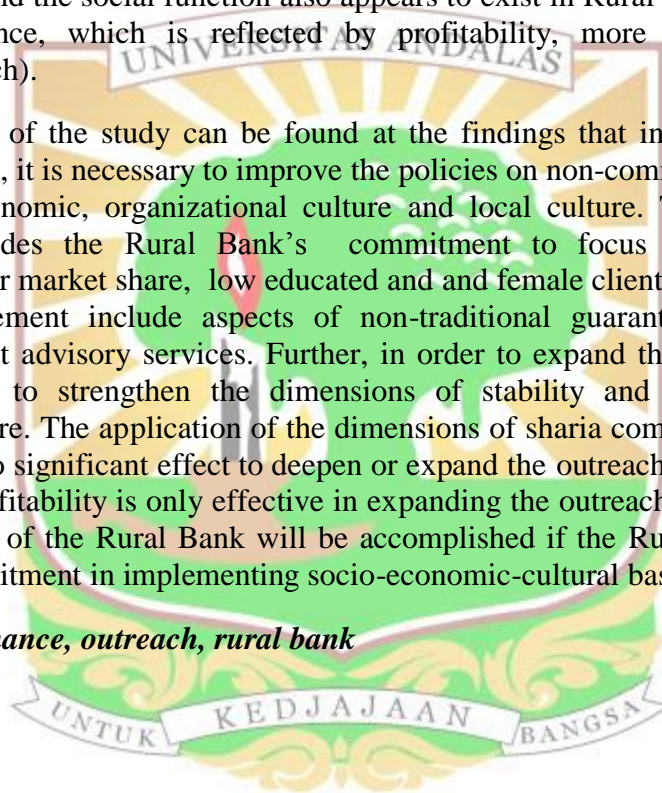 nd the social function also appears to exist in Rural
nce, which is reflected by profitability, more
UNIVERSITAS ANDALAS
ch).
of the study can be found at the findings that in
, it is necessary to improve the policies on non-com
nomic, organizational culture and local culture. T
des the Rural Bank's commitment to focus
r market share, low educated and and female client
ement include aspects of non-traditional guarant
t advisory services. Further, in order to expand th
to strengthen the dimensions of stability and
re. The application of the dimensions of sharia com
o significant effect to deepen or expand the outreach
ofitability is only effective in expanding the outreach
of the Rural Bank will be accomplished if the Ru
itment in implementing socio-economic-cultural bas
nance, outreach, rural bank
UNTUK KEDJAJAAN BANGSA